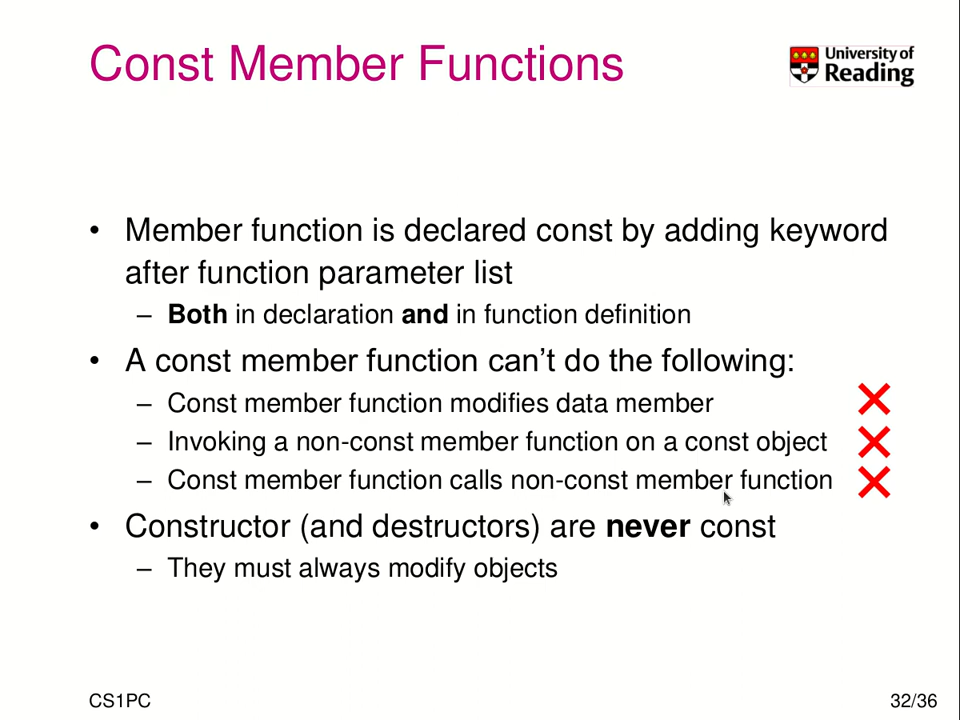 Const Member Functions
University of
Reading
• Member function is declared const by adding keyword
after function parameter list
– Both in declaration and in function definition
• A const member function can't do the following:
– Const member function modifies data member
– Invoking a non-const member function on a const object
– Const member function calls non-const member function
• Constructor (and destructors) are never const
– They must always modify objects
CS1PC
32/36